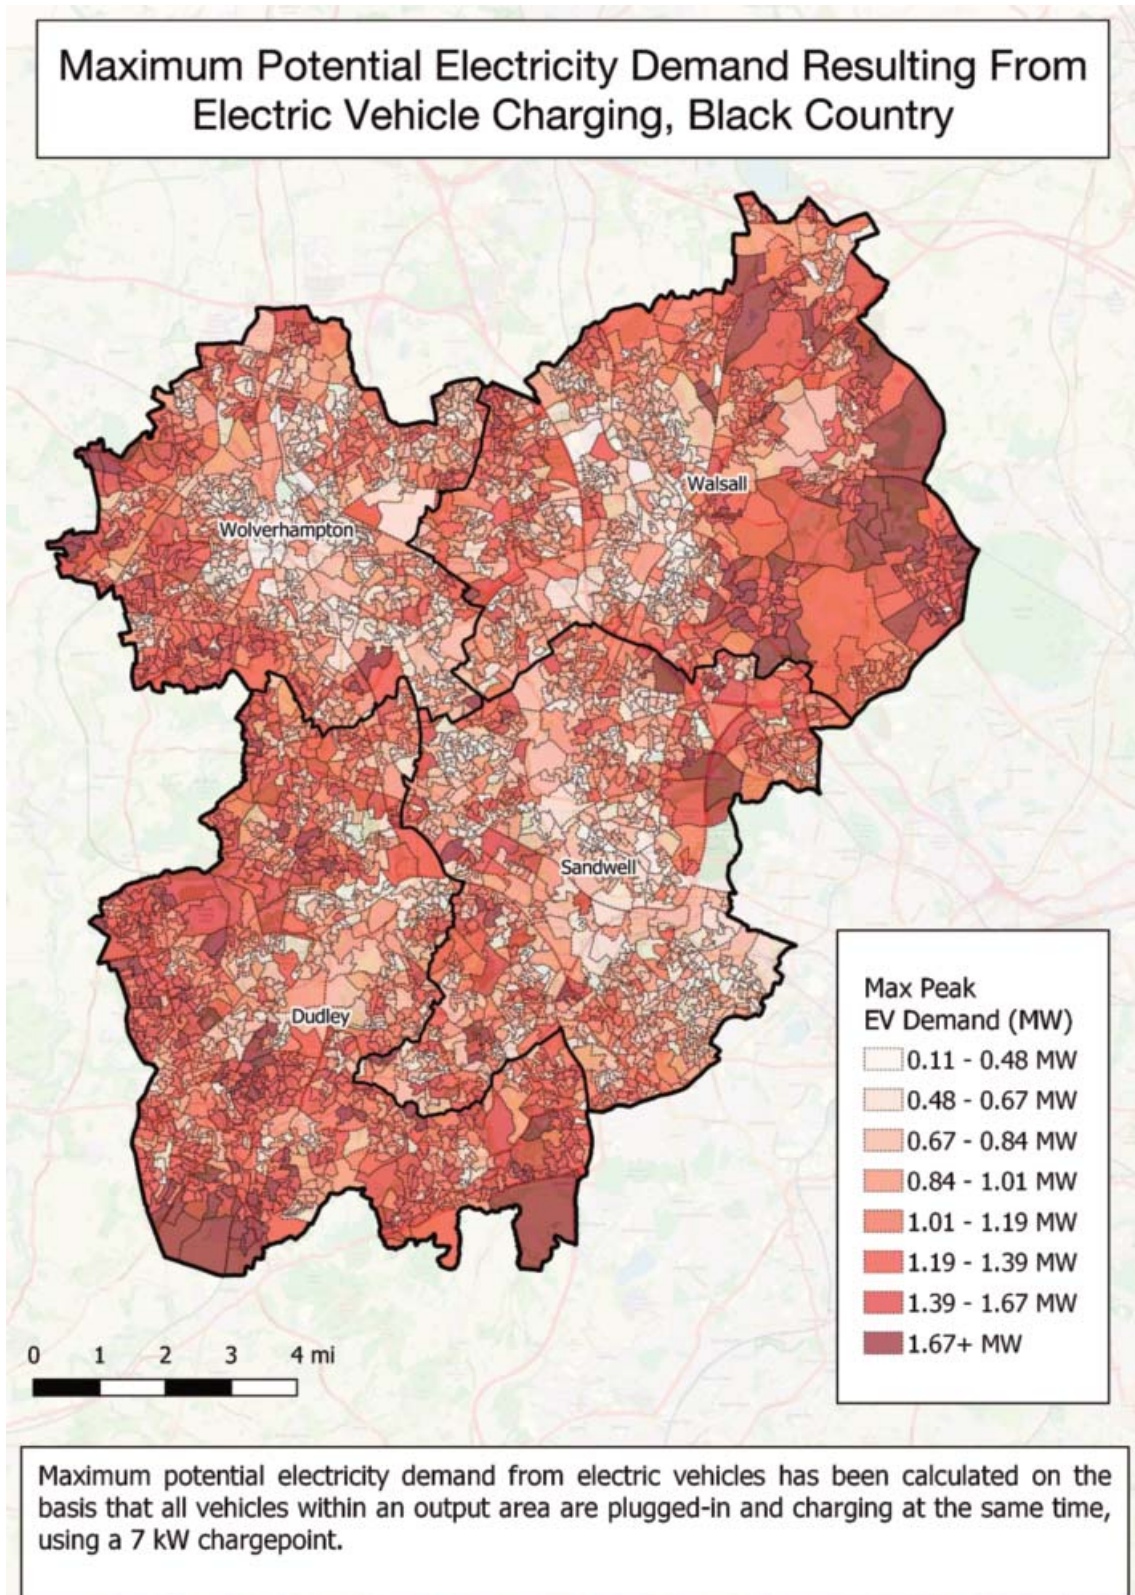 Maximum Potential Electricity Demand Resulting From
Electric Vehicle Charging, Black Country
Walsall
Wolverhampton
Sandwell
Dudley
Max Peak
EV Demand (MW)
0.11 - 0.48 MW
0.48 - 0.67 MW
0.67 - 0.84 MW
0.84 - 1.01 MW
1.01 - 1.19 MW
1.19 - 1.39 MW
1.39 - 1.67 MW
1.67+ MW
0 1 2 3 4 mi
Maximum potential electricity demand from electric vehicles has been calculated on the
basis that all vehicles within an output area are plugged-in and charging at the same time,
using a 7 kW chargepoint.